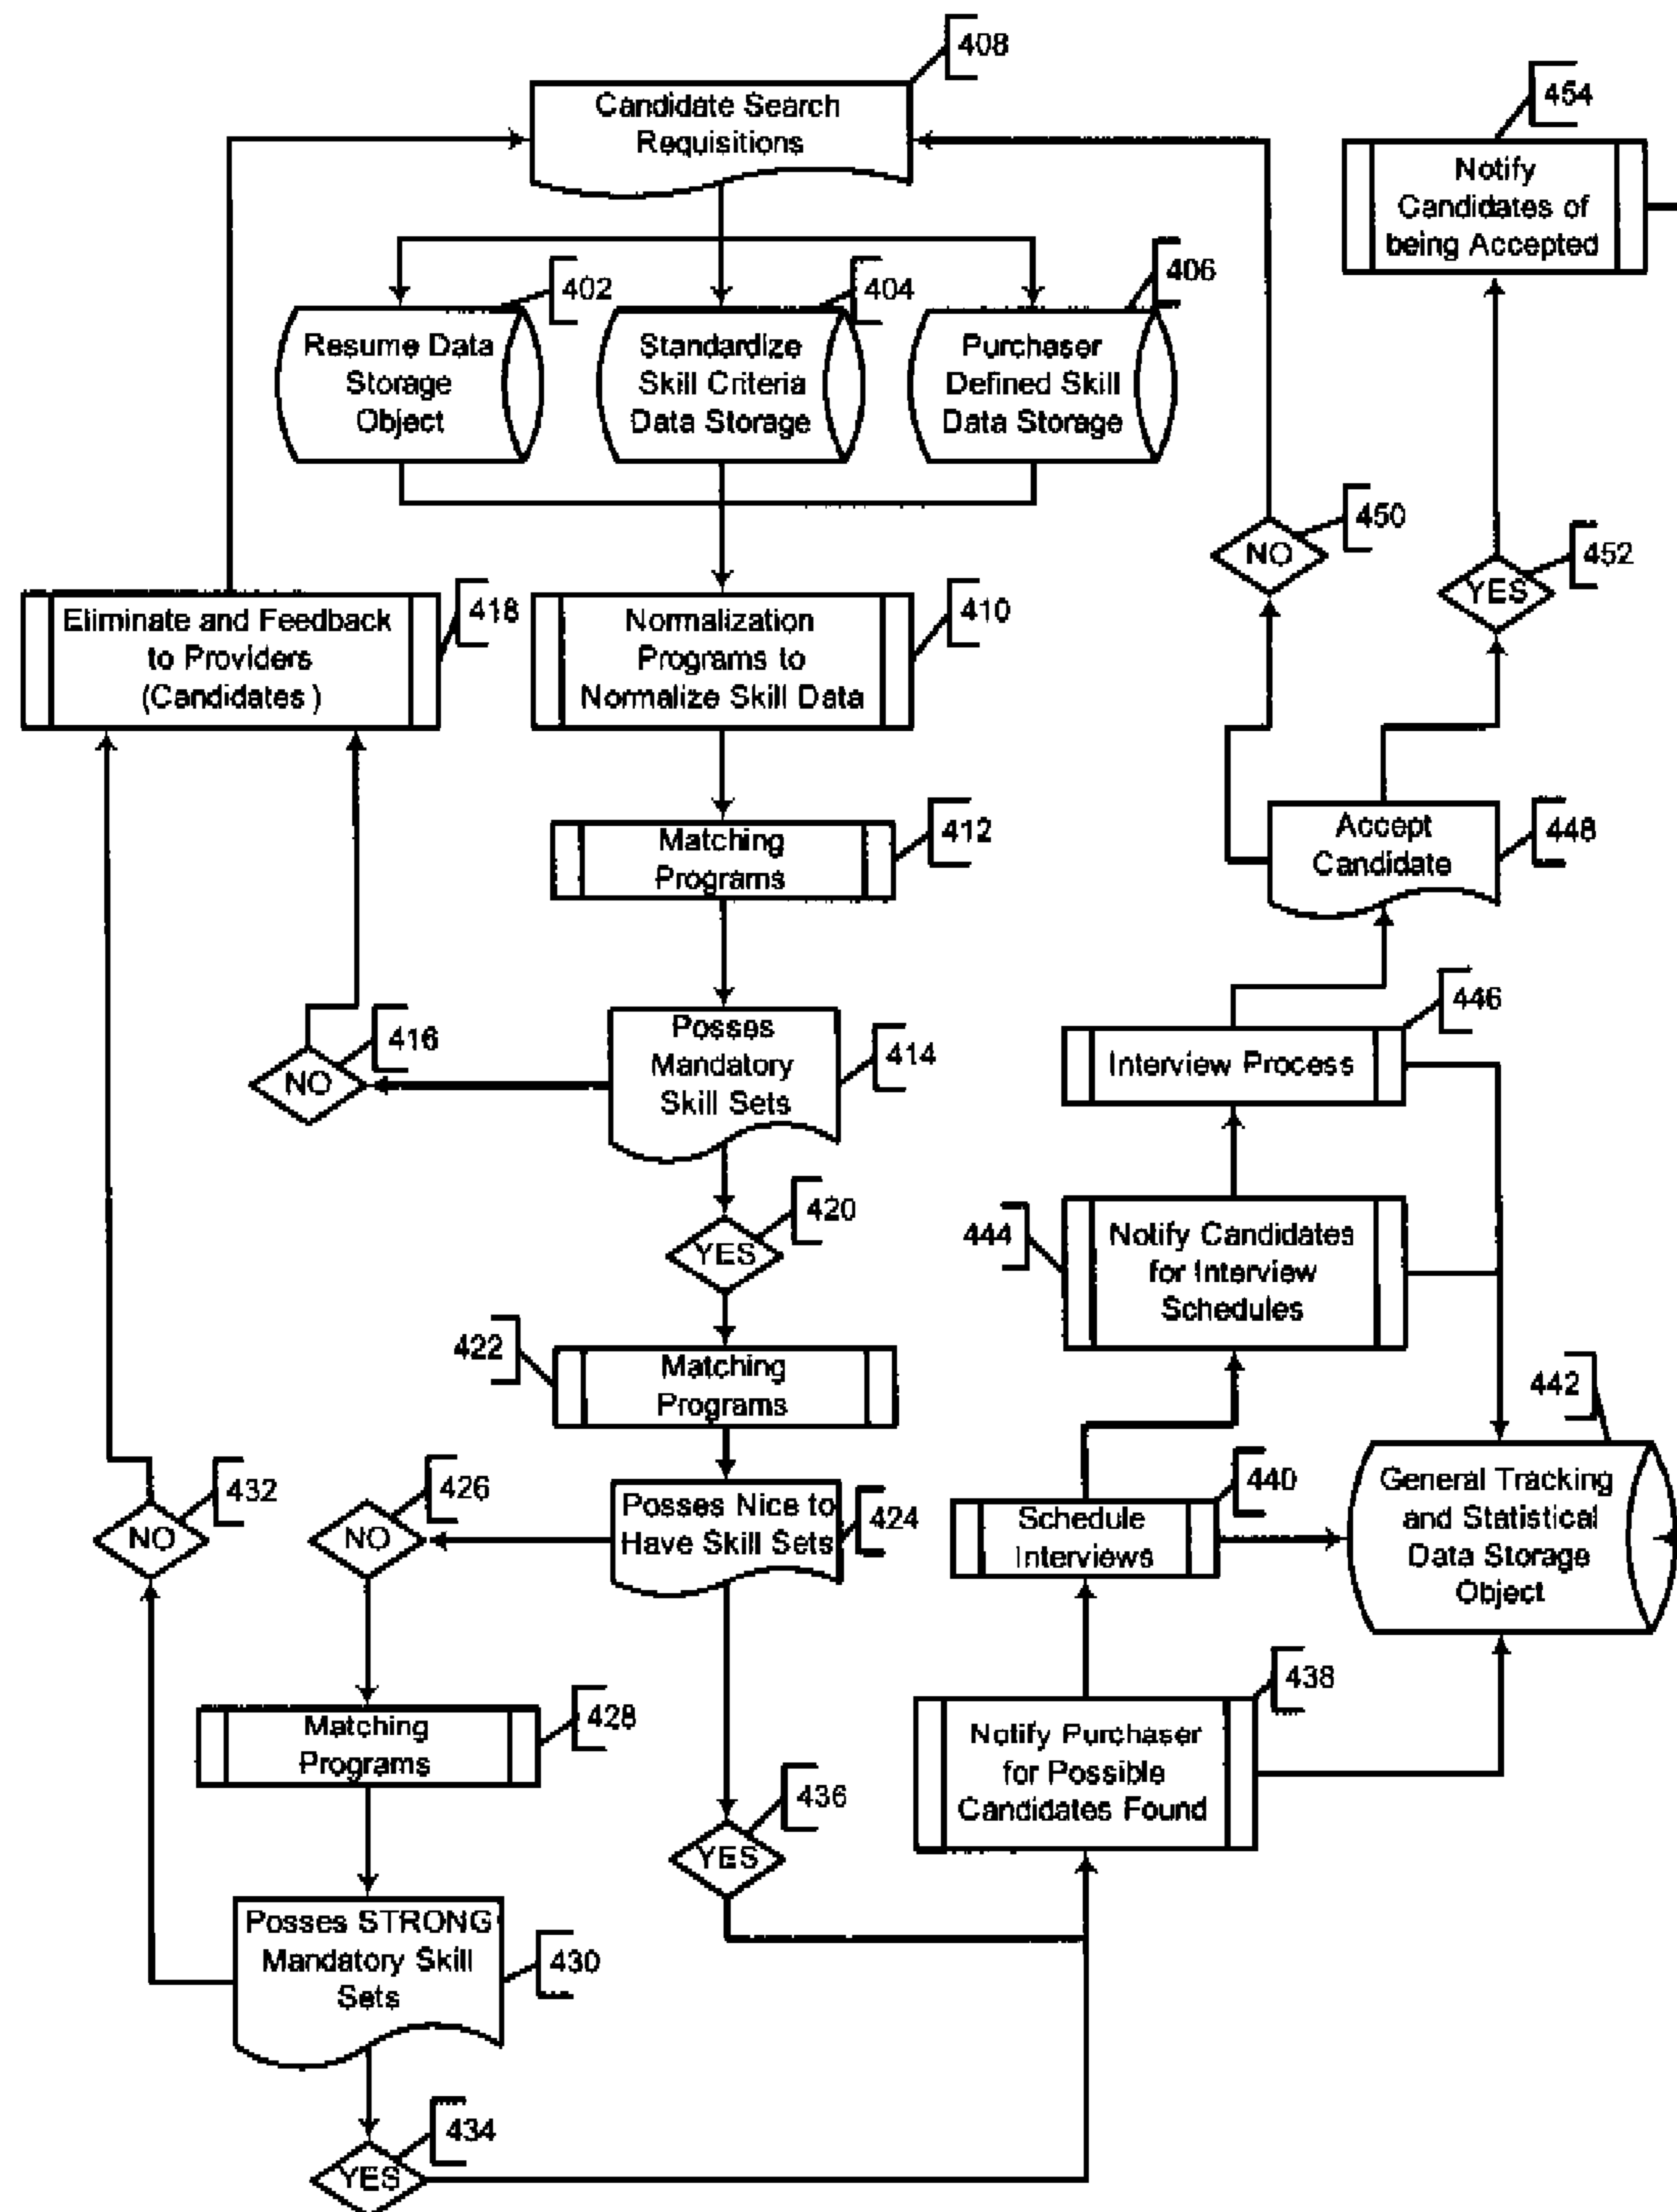 408
Candidate Search
Requisitions
454
Notify
Candidates of
being Accepted
402
404
406
Resume Data
Storage
Object
Standardize
Skill Criteria
Data Storage
Purchaser
Defined Skill
Data Storage
450
NO
452
YES
Eliminate and Feedback
to Providers
(Candidates)
418
Normalization
Programs to
Normalize Skill Data
410
Matching
Programs
412
Accept
Candidate
448
Posses
Mandatory
Skill Sets
414
416
NO
446
Interview Process
420
YES
444
Notify Candidates
for Interview
Schedules
422
Matching
Programs
442
General Tracking
and Statistical
Data Storage
Object
432
NO
426
NO
Posses Nice to
Have Skill Sets
424
440
Schedule
Interviews
438
Notify Purchaser
for Possible
Candidates Found
428
Matching
Programs
436
YES
Posses STRONG
Mandatory Skill
Sets
430
434
YES